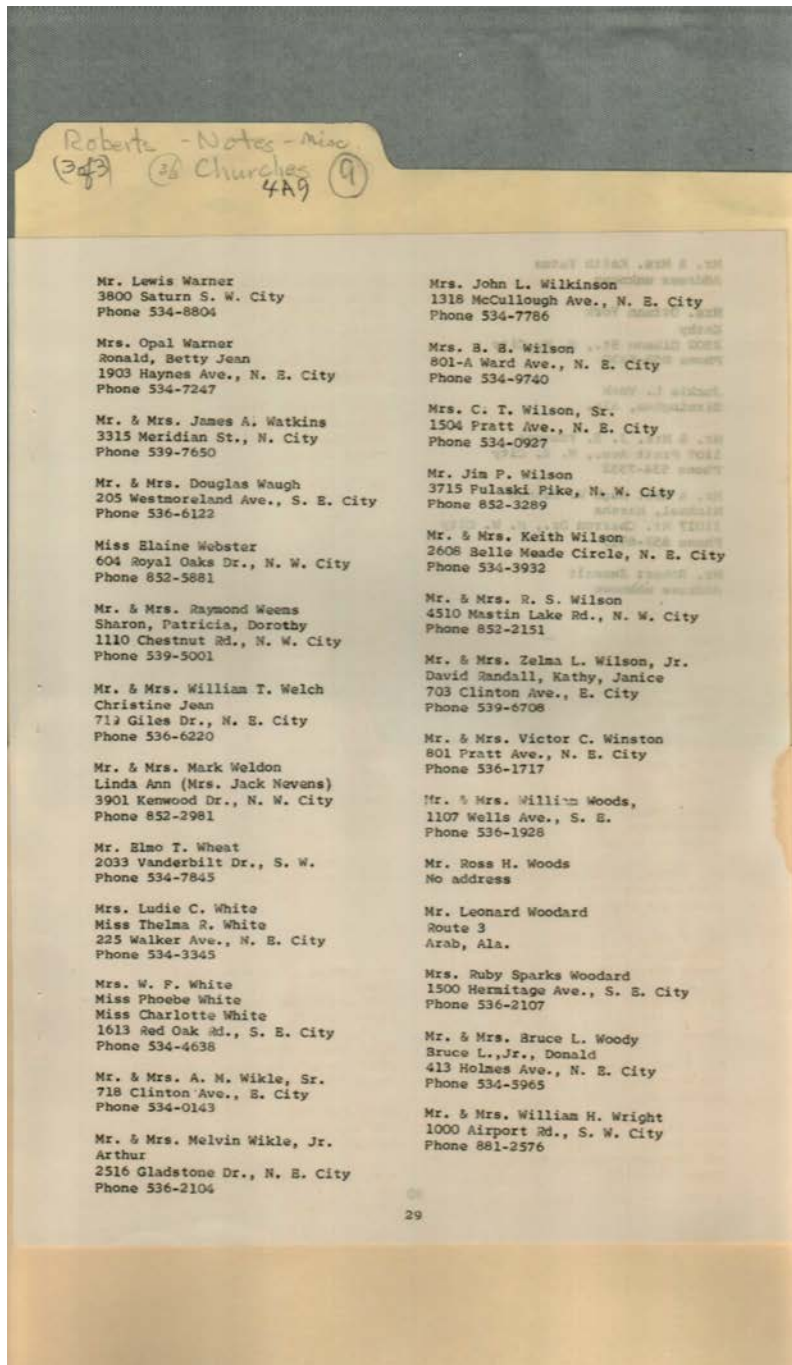 Roberts - Notes - Misc.
(3of3) Churches 9
4A9
Mr. Lewis Warner
3800 Saturn S. W. City
Phone 534-8804
Mrs. Opal Warner
Ronald, Betty Jean
1903 Haynes Ave., N. E. City
Phone 534-7247
Mr. & Mrs. James A. Watkins
3315 Meridian St., N. City
Phone 539-7650
Mr. & Mrs. Douglas Waugh
205 Westmoreland Ave., S. E. City
Phone 536-6122
Miss Elaine Webster
604 Royal Oaks Dr., N. W. City
Phone 852-5881
Mr. & Mrs. Raymond Weems
Sharon, Patricia, Dorothy
1110 Chestnut Rd., N. W. City
Phone 539-5001
Mr. & Mrs. William T. Welch
Christine Jean
712 Giles Dr., N. E. City
Phone 536-6220
Mr. & Mrs. Mark Weldon
Linda Ann (Mrs. Jack Nevens)
3901 Kenwood Dr., N. W. City
Phone 852-2981
Mr. Elmo T. Wheat
2033 Vanderbilt Dr., S. W.
Phone 534-7845
Mrs. Ludie C. White
Miss Thelma R. White
225 Walker Ave., N. E. City
Phone 534-3345
Mrs. W. F. White
Miss Phoebe White
Miss Charlotte White
1613 Red Oak Rd., S. E. City
Phone 534-4638
Mr. & Mrs. A. M. Wikle, Sr.
718 Clinton Ave., E. City
Phone 534-0143
Mr. & Mrs. Melvin Wikle, Jr.
Arthur
2516 Gladstone Dr., N. E. City
Phone 536-2104
Mrs. John L. Wilkinson
1318 McCullough Ave., N. E. City
Phone 534-7786
Mrs. B. B. Wilson
801-A Ward Ave., N. E. City
Phone 534-9740
Mrs. C. T. Wilson, Sr.
1504 Pratt Ave., N. E. City
Phone 534-0927
Mr. Jim P. Wilson
3715 Pulaski Pike, N. W. City
Phone 852-3289
Mr. & Mrs. Keith Wilson
2608 Belle Meade Circle, N. E. City
Phone 534-3932
Mr. & Mrs. R. S. Wilson
4510 Mastin Lake Rd., N. W. City
Phone 852-2151
Mr. & Mrs. Zelma L. Wilson, Jr.
David Randall, Kathy, Janice
703 Clinton Ave., E. City
Phone 539-6708
Mr. & Mrs. Victor C. Winston
801 Pratt Ave., N. E. City
Phone 536-1717
Mr. & Mrs. William Woods,
1107 Wells Ave., S. E.
Phone 536-1928
Mr. Ross H. Woods
No address
Mr. Leonard Woodard
Route 3
Arab, Ala.
Mrs. Ruby Sparks Woodard
1500 Hermitage Ave., S. E. City
Phone 536-2107
Mr. & Mrs. Bruce L. Woody
Bruce L.,Jr., Donald
413 Holmes Ave., N. E. City
Phone 534-5965
Mr. & Mrs. William H. Wright
1000 Airport Rd., S. W. City
Phone 881-2576
29